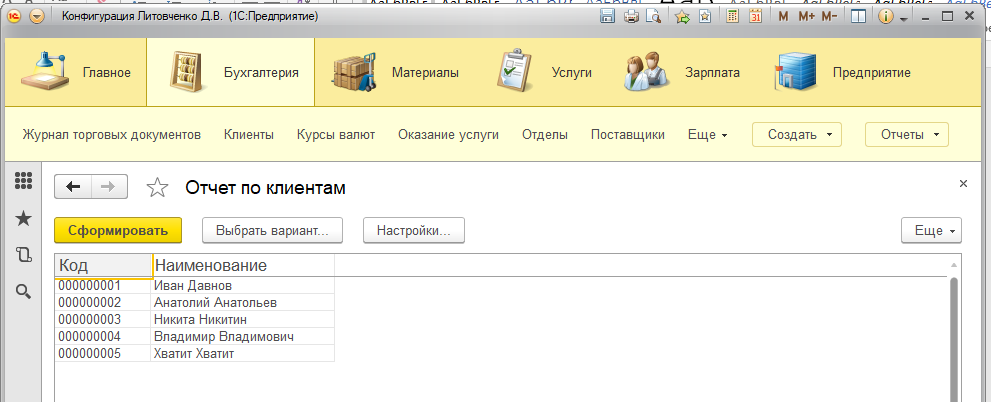 Конфигурация Литовченко Д.В. (1С:Предприятие)
M M+ M-
31
Главное Бухгалтерия Материалы Услуги Зарплата Предприятие
Журнал торговых документов Клиенты Курсы валют Оказание услуги Отделы Поставщики Еще Создать Отчеты
Отчет по клиентам
Сформировать Выбрать вариант... Настройки... Еще
Код Наименование
000000001 Иван Давнов
000000002 Анатолий Анатольев
000000003 Никита Никитин
000000004 Владимир Владимович
000000005 Хватит Хватит